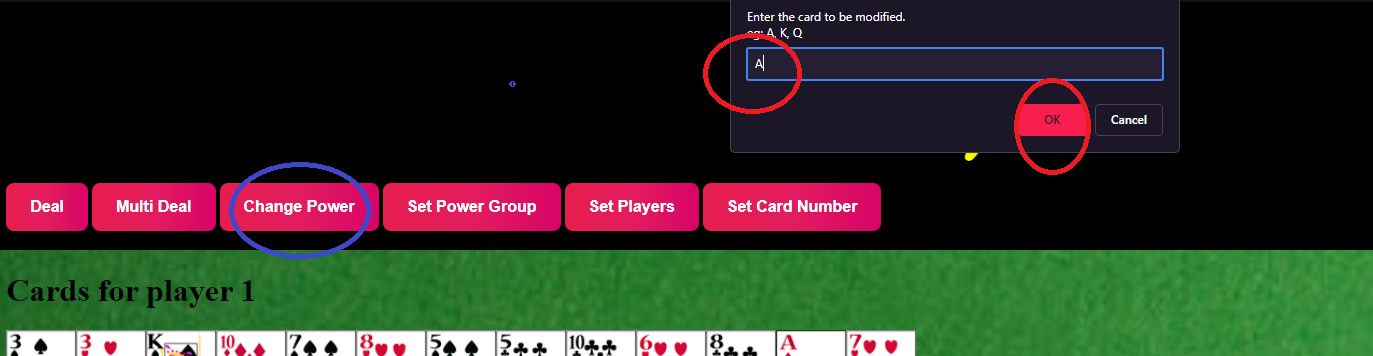 Enter the card to be modified.
eg: A, K, Q
A
OK Cancel
Deal Multi Deal Change Power Set Power Group Set Players Set Card Number
Cards for player 1
3 3 K 10 7 8 5 5 10 6 8 A 7